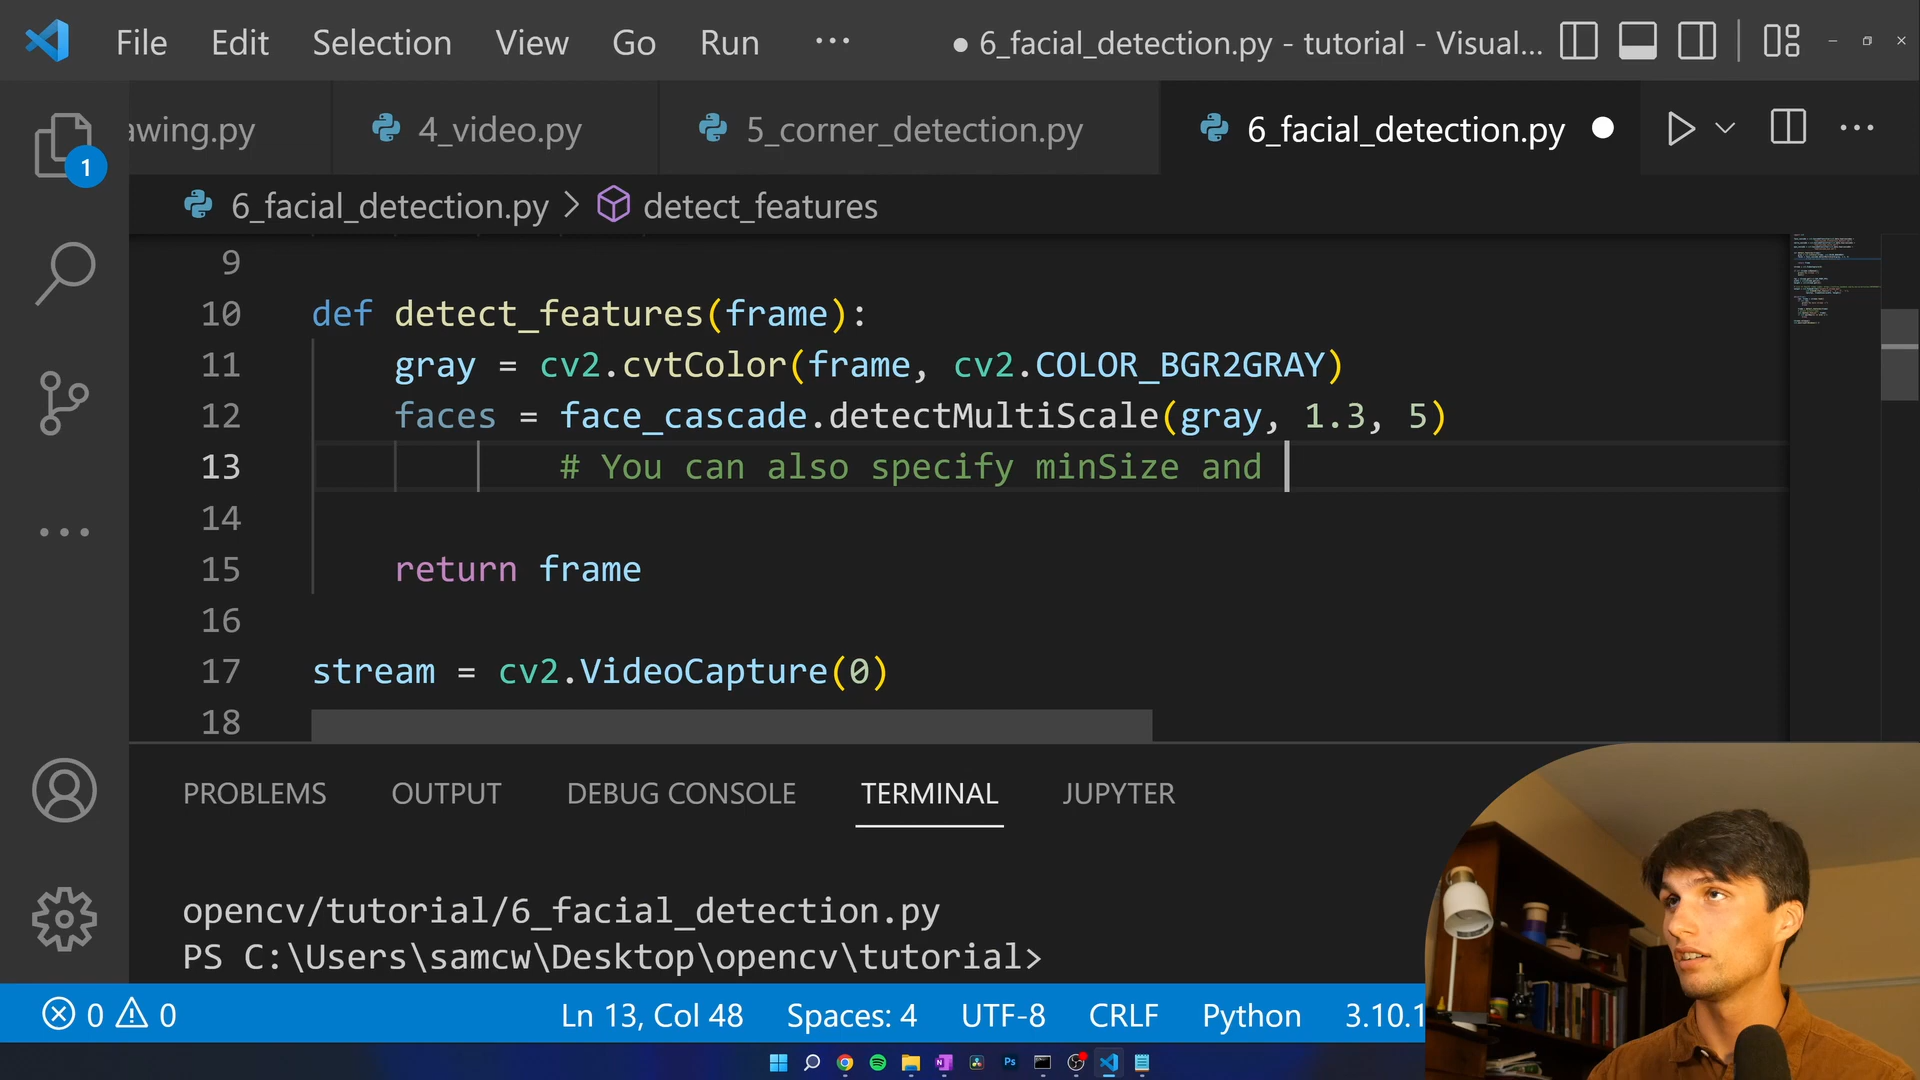 File Edit Selection View Go Run ··· ● 6_facial_detection.py - tutorial - Visual...
awing.py 4_video.py 5_corner_detection.py 6_facial_detection.py
1
6_facial_detection.py > detect_features
9
10 def detect_features(frame):
11 gray = cv2.cvtColor(frame, cv2.COLOR_BGR2GRAY)
12 faces = face_cascade.detectMultiScale(gray, 1.3, 5)
13 # You can also specify minSize and
14
15 return frame
16
17 stream = cv2.VideoCapture(0)
18
PROBLEMS OUTPUT DEBUG CONSOLE TERMINAL JUPYTER
opencv/tutorial/6_facial_detection.py
PS C:\Users\samcw\Desktop\opencv\tutorial>
0 0 Ln 13, Col 48 Spaces: 4 UTF-8 CRLF Python 3.10.1
Ps